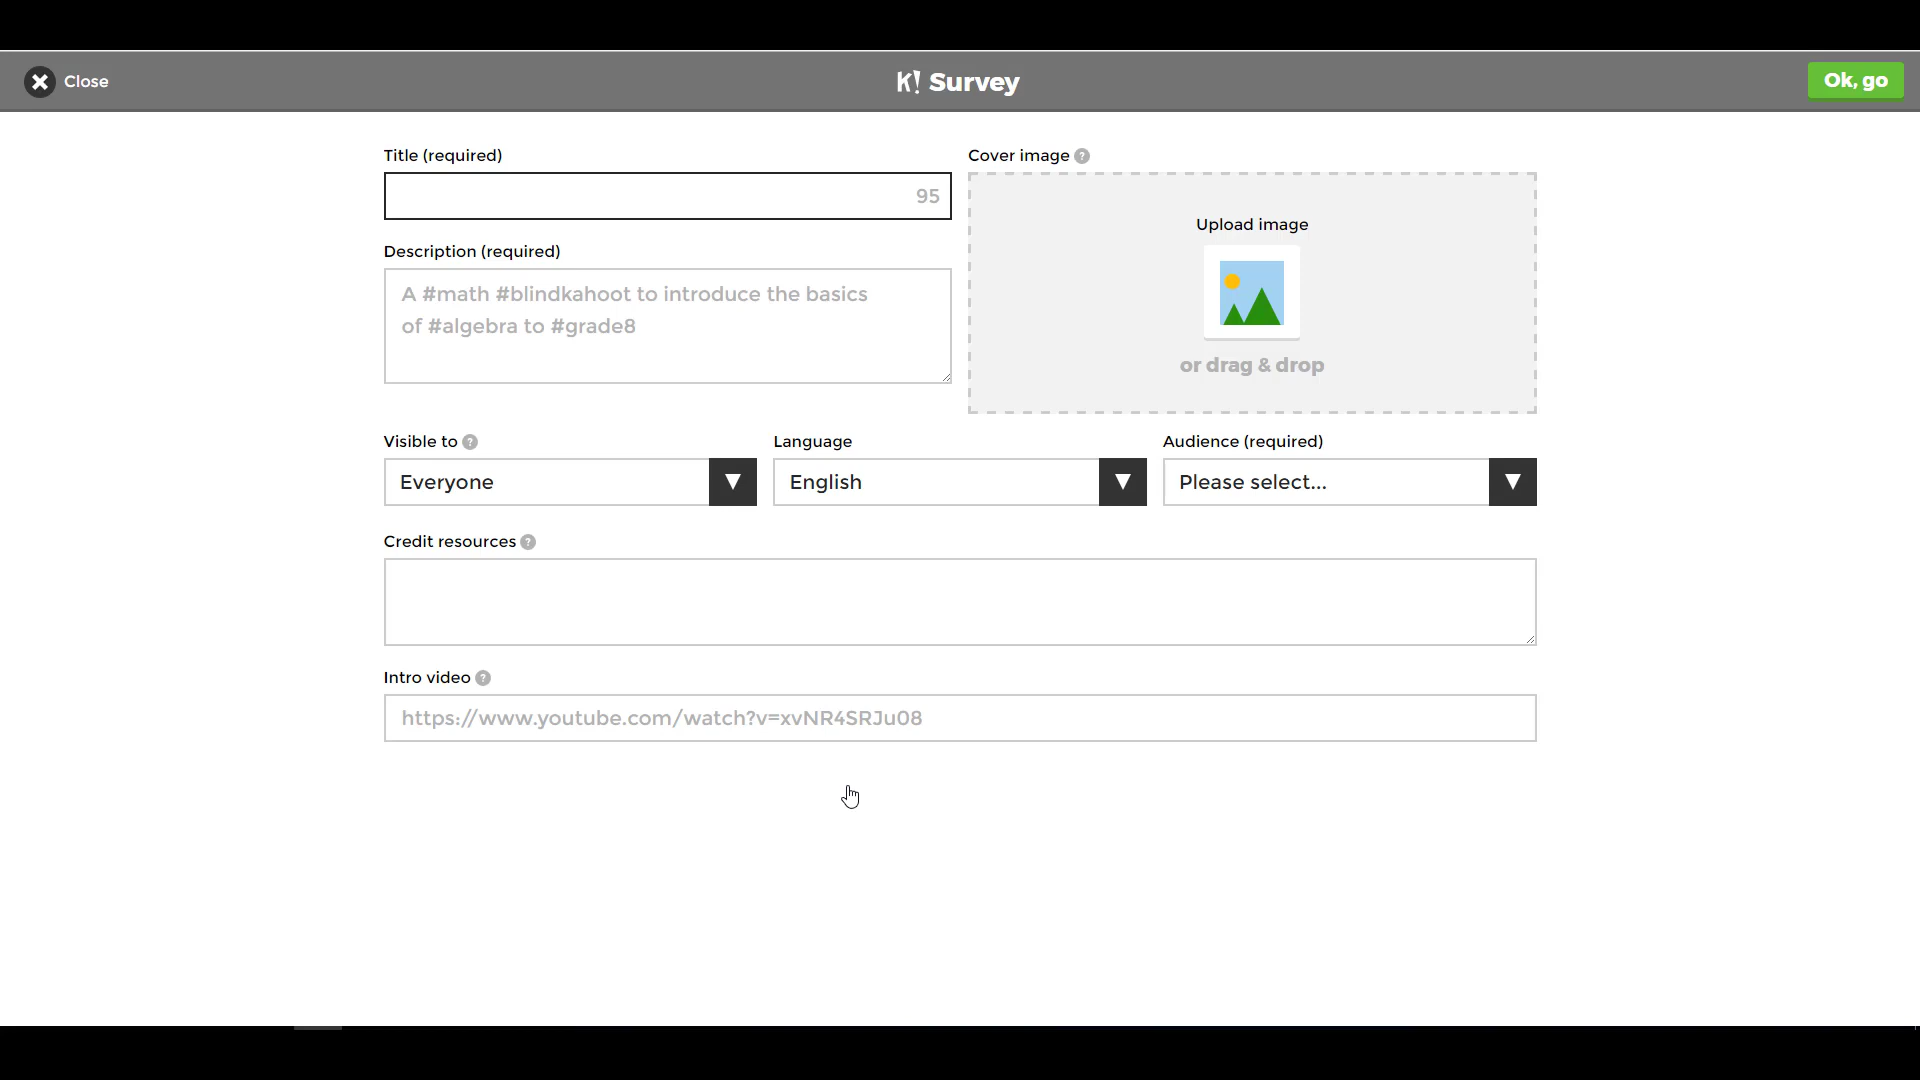 Close
K! Survey
Ok, go
Title (required)
95
Cover image ?
Upload image
or drag & drop
Description (required)
A #math #blindkahoot to introduce the basics
of #algebra to #grade8
Visible to ?
Everyone
Language
English
Audience (required)
Please select...
Credit resources ?
Intro video ?
https://www.youtube.com/watch?v=xvNR4SRJu08